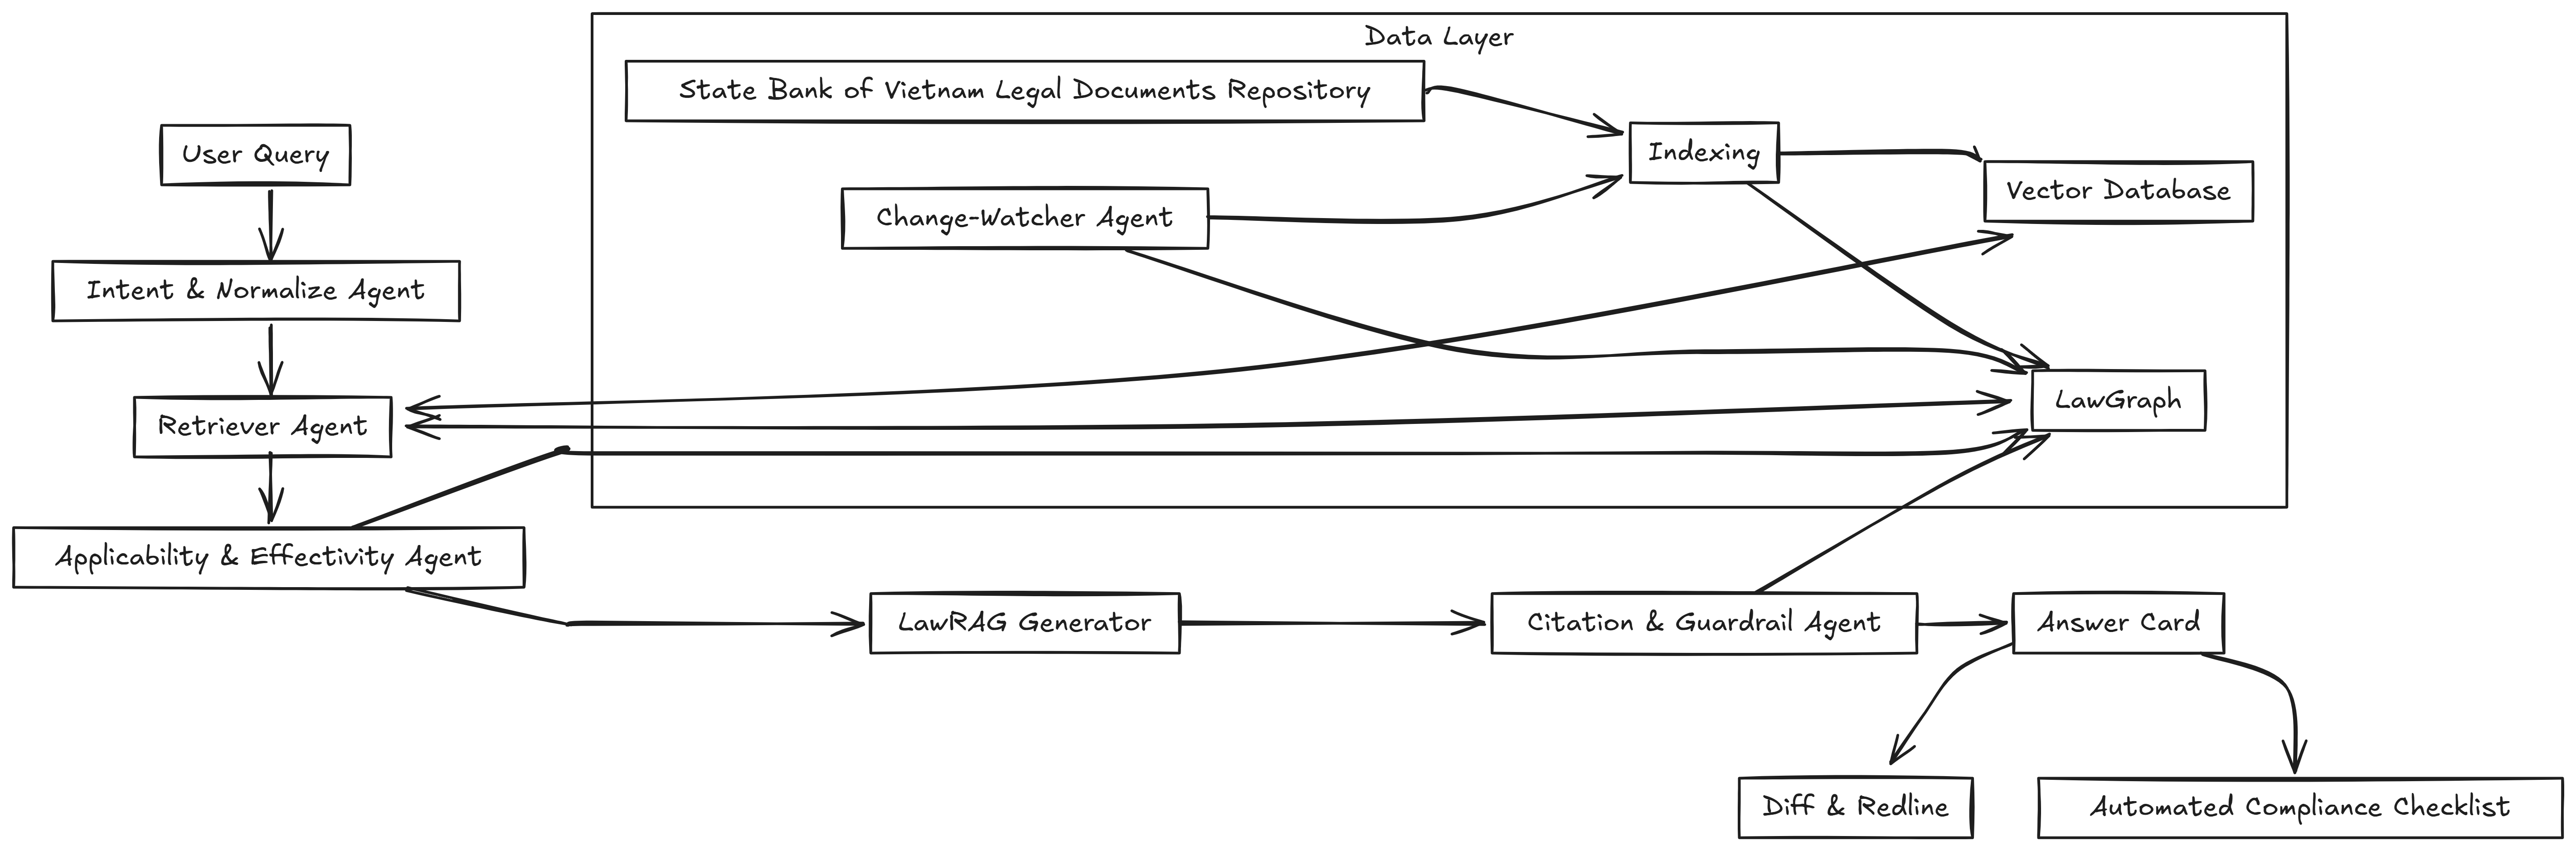 Data Layer
State Bank of Vietnam Legal Documents Repository
User Query
Indexing
Vector Database
Change-Watcher Agent
Intent & Normalize Agent
LawGraph
Retriever Agent
Applicability & Effectivity Agent
LawRAG Generator
Citation & Guardrail Agent
Answer Card
Diff & Redline
Automated Compliance Checklist